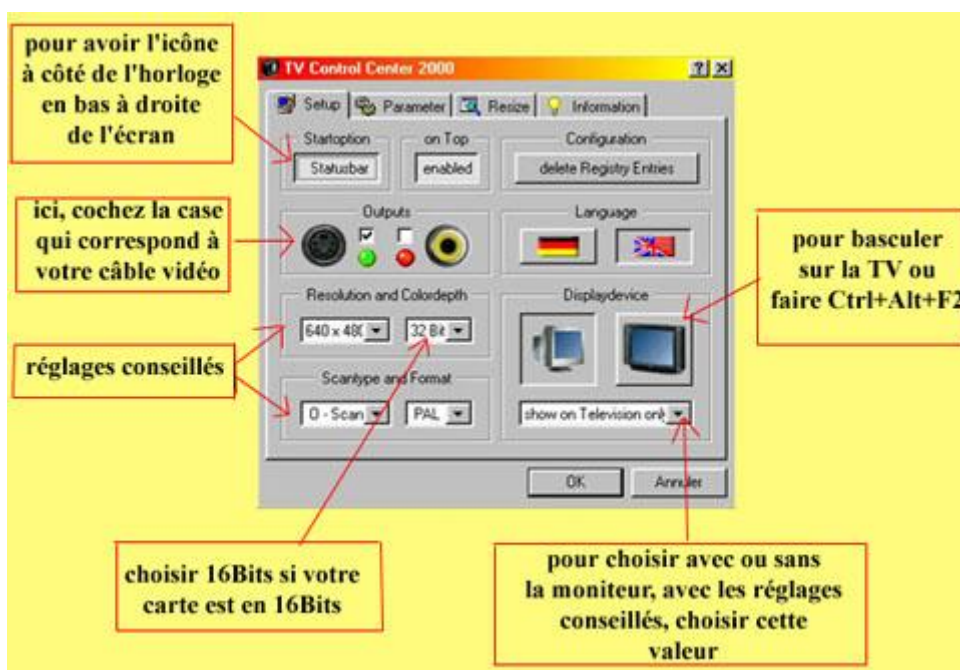 pour avoir l'icône
à côté de l'horloge
en bas à droite
de l'écran
TV Control Center 2000
Setup
Parameter
Resize
Information
Startoption
on Top
Configuration
Statusbar
enabled
delete Registry Entries
ici, cochez la case
qui correspond à
votre câble vidéo
Outputs
Language
pour basculer
sur la TV ou
faire Ctrl+Alt+F2
Resolution and Colordepth
Displaydevice
640 x 480
32 Bit
réglages conseillés
Scantype and Format
O - Scan
PAL
show on Television only
OK
Annuler
choisir 16Bits si votre
carte est en 16Bits
pour choisir avec ou sans
la moniteur, avec les réglages
conseillés, choisir cette
valeur